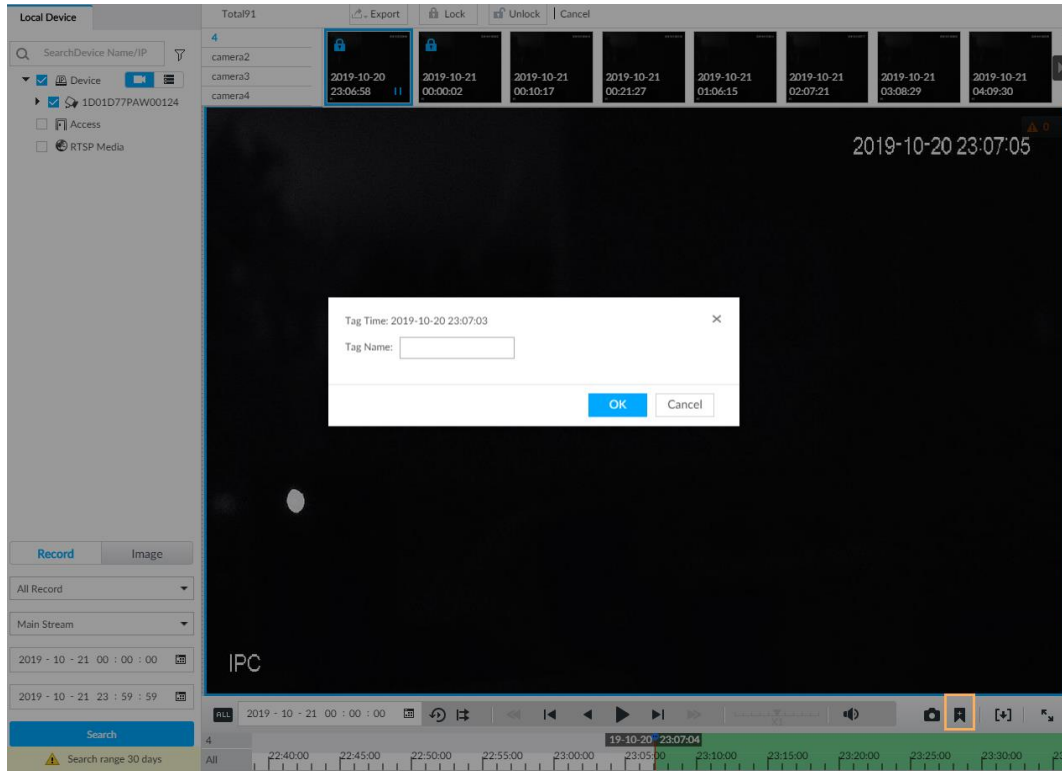 Local Device
Total91
Export
Lock
Unlock
Cancel
SearchDevice Name/IP
Device
1D01D77PAW00124
Access
RTSP Media
4
camera2
camera3
camera4
2019-10-20
23:06:58
2019-10-21
00:00:02
2019-10-21
00:10:17
2019-10-21
00:21:27
2019-10-21
01:06:15
2019-10-21
02:07:21
2019-10-21
03:08:29
2019-10-21
04:09:30
0
2019-10-20 23:07:05
Tag Time: 2019-10-20 23:07:03
Tag Name:
OK
Cancel
IPC
Record
Image
All Record
Main Stream
2019 - 10 - 21 00 : 00 : 00
2019 - 10 - 21 23 : 59 : 59
Search
Search range 30 days
ALL
2019 - 10 - 21 00 : 00 : 00
4
19-10-20 23:07:04
All
22:40:00
22:45:00
22:50:00
22:55:00
23:00:00
23:05:00
23:10:00
23:15:00
23:20:00
23:25:00
23:30:00